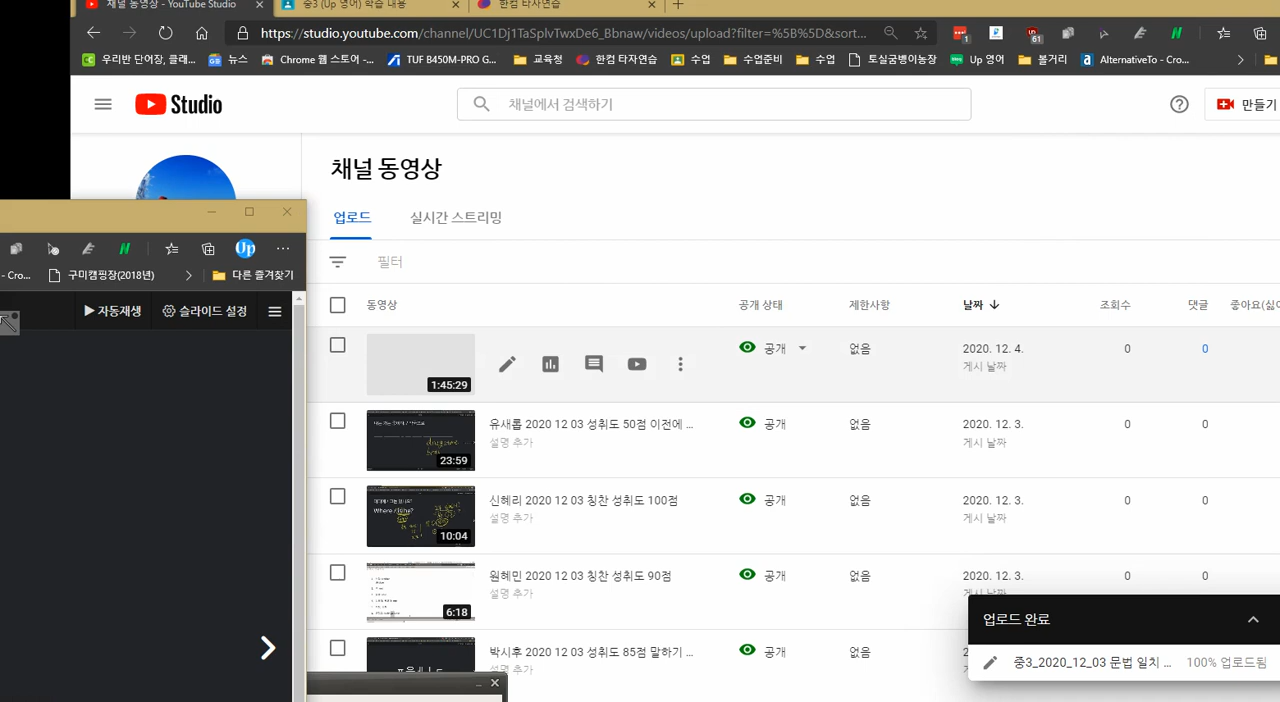 채널 동영상 - YouTube Studio
중3 (Up 영어) 학습 내용
한컴 타자연습
https://studio.youtube.com/channel/UC1Dj1TaSplvTwxDe6_Bbnaw/videos/upload?filter=%5B%5D&sort...
1
61
우리반 단어장, 클래...
뉴스
Chrome 웹 스토어 -...
TUF B450M-PRO G...
교육청
한컴 타자연습
수업
수업준비
수업
토실금병이농장
Up 영어
볼거리
AlternativeTo - Cro...
Studio
채널에서 검색하기
만들기
채널 동영상
업로드
실시간 스트리밍
필터
Up
- Cro...
구미캠핑장(2018년)
다른 즐겨찾기
자동재생
슬라이드 설정
동영상
공개 상태
제한사항
날짜
조회수
댓글
좋아요(싫어
1:45:29
공개
없음
2020. 12. 4.
게시 날짜
0
0
23:59
유새롭 2020 12 03 성취도 50점 이전에 ...
설명 추가
공개
없음
2020. 12. 3.
게시 날짜
0
0
Where is he?
10:04
신혜리 2020 12 03 칭찬 성취도 100점
설명 추가
공개
없음
2020. 12. 3.
게시 날짜
0
0
6:18
원혜민 2020 12 03 칭찬 성취도 90점
설명 추가
공개
없음
2020. 12. 3.
게시 날짜
0
0
박시후 2020 12 03 성취도 85점 말하기 ...
설명 추가
공개
없음
업로드 완료
중3_2020_12_03 문법 일치 ...
100% 업로드됨